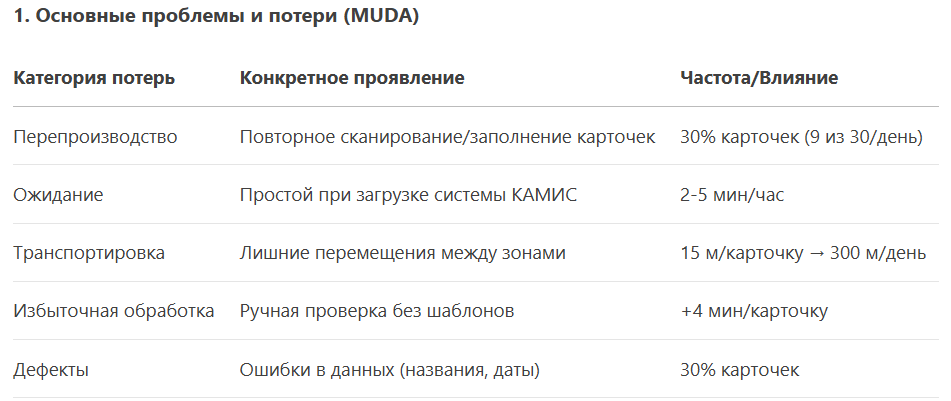 1. Основные проблемы и потери (MUDA)
Категория потерь Конкретное проявление Частота/Влияние
Перепроизводство Повторное сканирование/заполнение карточек 30% карточек (9 из 30/день)
Ожидание Простой при загрузке системы КАМИС 2-5 мин/час
Транспортировка Лишние перемещения между зонами 15 м/карточку → 300 м/день
Избыточная обработка Ручная проверка без шаблонов +4 мин/карточку
Дефекты Ошибки в данных (названия, даты) 30% карточек